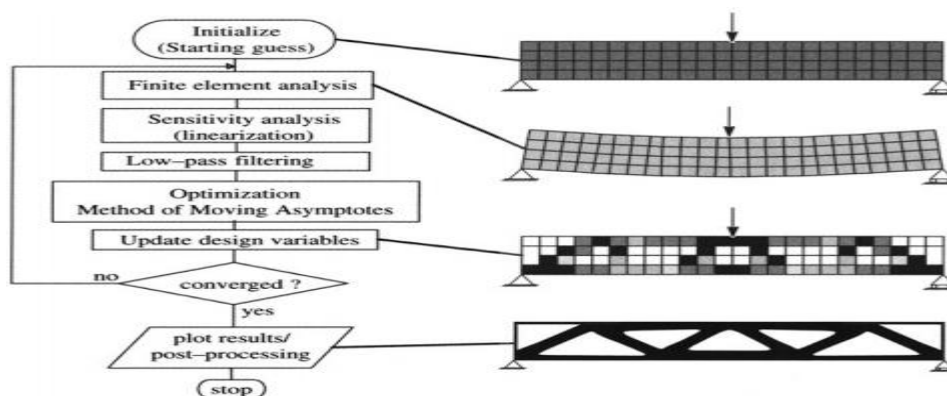 Initialize
(Starting guess)
Finite element analysis
Sensitivity analysis
(linearization)
Low–pass filtering
Optimization
Method of Moving Asymptotes
Update design variables
no
converged ?
yes
plot results/
post–processing
stop